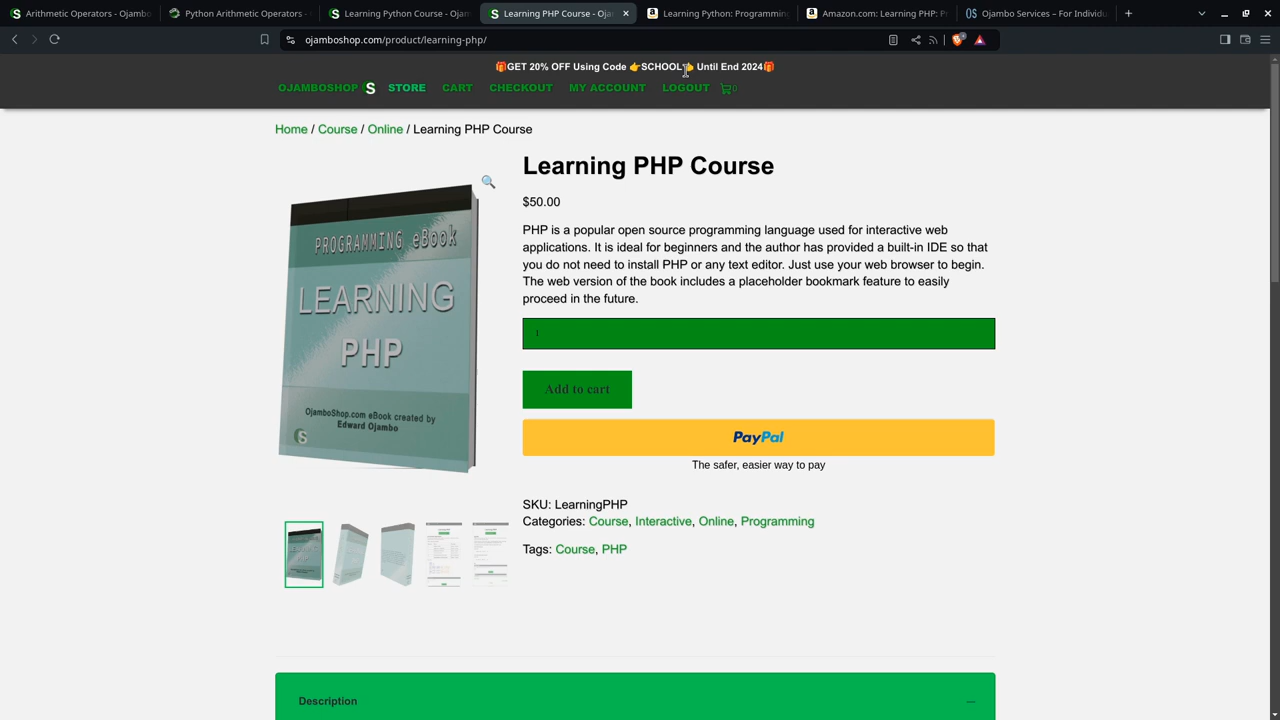 Arithmetic Operators - Ojambo
Python Arithmetic Operators -
Learning Python Course - Ojam
Learning PHP Course - Oja
Learning Python: Programming
Amazon.com: Learning PHP: P
Ojambo Services – For Individu
ojamboshop.com/product/learning-php/
🎁GET 20% OFF Using Code 👉SCHOOL👈 Until End 2024🎁
OJAMBOSHOP S STORE CART CHECKOUT MY ACCOUNT LOGOUT 0
Home / Course / Online / Learning PHP Course
PROGRAMMING eBook
LEARNING
PHP
OjamboShop.com eBook created by
Edward Ojambo
S
Learning PHP Course
$50.00
PHP is a popular open source programming language used for interactive web
applications. It is ideal for beginners and the author has provided a built-in IDE so that
you do not need to install PHP or any text editor. Just use your web browser to begin.
The web version of the book includes a placeholder bookmark feature to easily
proceed in the future.
1
Add to cart
PayPal
The safer, easier way to pay
SKU: LearningPHP
Categories: Course, Interactive, Online, Programming
Tags: Course, PHP
Description